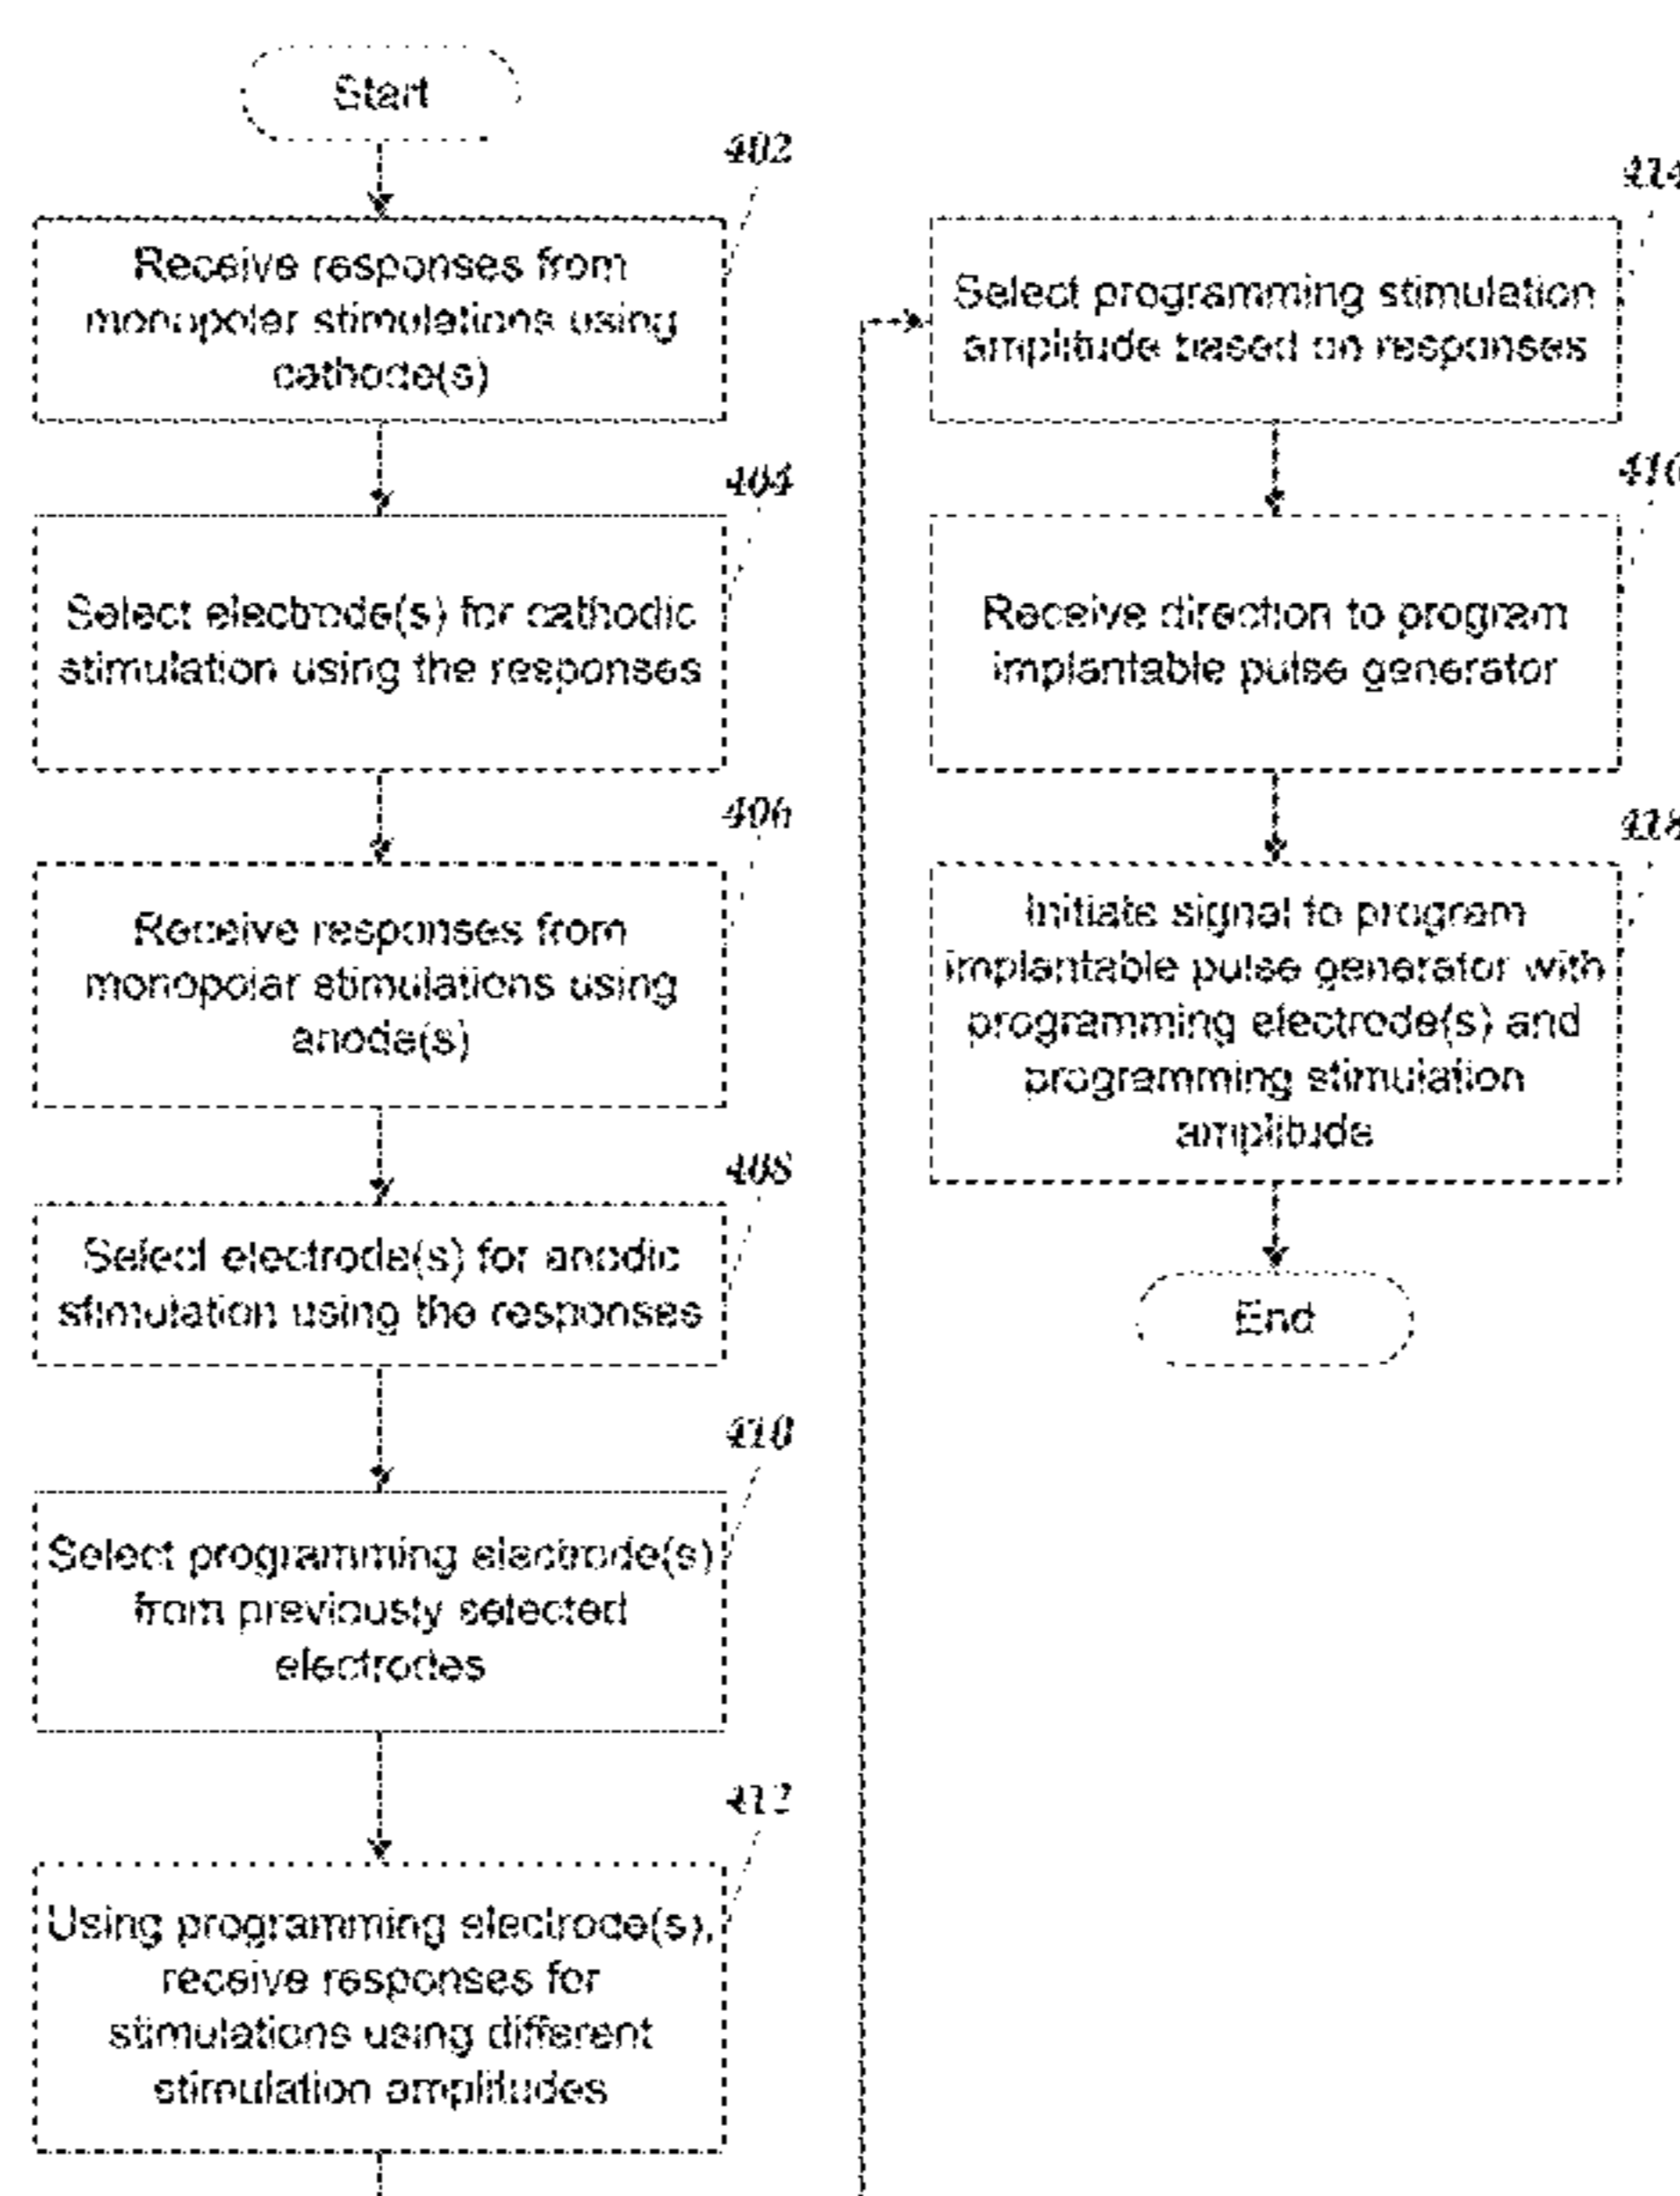 Start
402
Receive responses from
monopolar stimulations using
cathode(s)
404
Select electrode(s) for cathodic
stimulation using the responses
406
Receive responses from
monopolar stimulations using
anode(s)
408
Select electrode(s) for anodic
stimulation using the responses
410
Select programming electrode(s)
from previously selected
electrodes
412
Using programming electrode(s),
receive responses for
stimulations using different
stimulation amplitudes
414
Select programming stimulation
amplitude based on responses
416
Receive direction to program
implantable pulse generator
418
Initiate signal to program
implantable pulse generator with
programming electrode(s) and
programming stimulation
amplitude
End